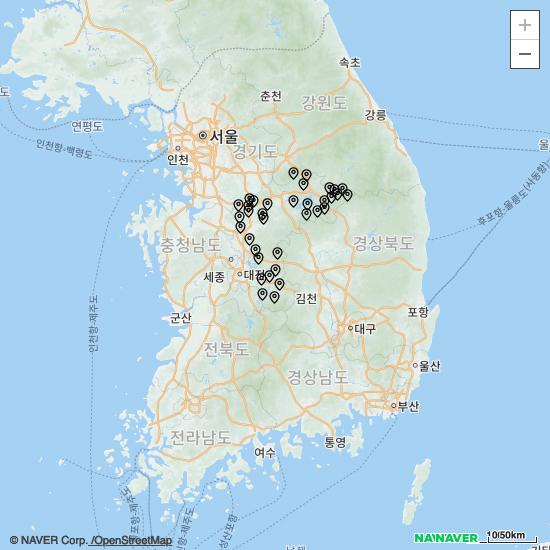 +
−
속초
춘천
강원도
강릉
연평도
서울
울
인천항-백령도
인천
경기도
후포항-울릉도(사동항)
충청남도
경상북도
세종
대전
김천
인천항-제주도
군산
포항
대구
전북도
울산
경상남도
부산
전라남도
통영
여수
© NAVER Corp. /OpenStreetMap
NA!NAVER
10/50km